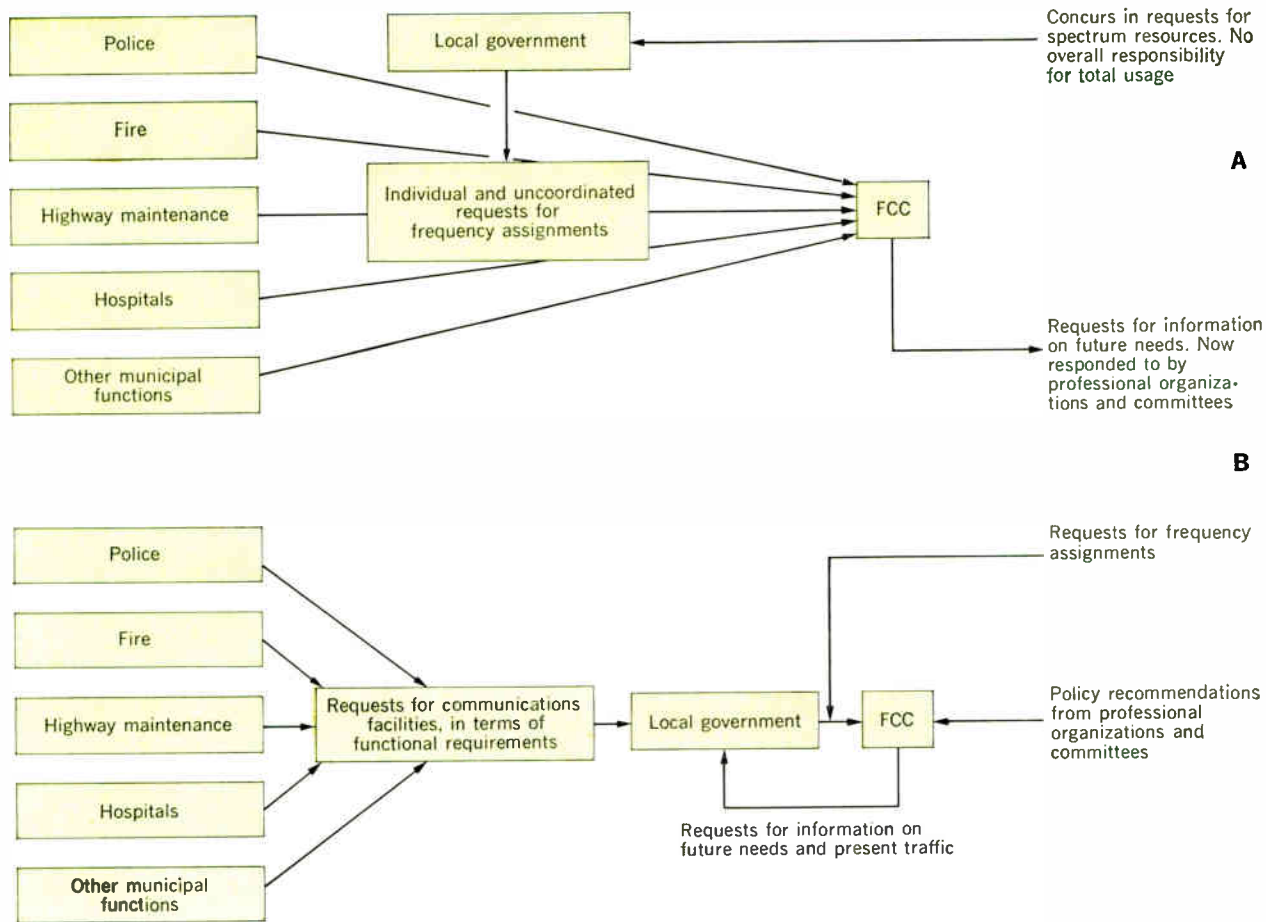 Police
Local government
Concurs in requests for
spectrum resources. No
overall responsibility
for total usage
Fire
A
Individual and uncoordinated
requests for
frequency assignments
Highway maintenance
FCC
Hospitals
Requests for information
on future needs. Now
responded to by
professional organiza-
tions and committees
Other municipal
functions
B
Police
Requests for frequency
assignments
Fire
Requests for communications
facilities, in terms of
functional requirements
Highway maintenance
Local government
FCC
Policy recommendations
from professional
organizations and
committees
Hospitals
Requests for information on
future needs and present traffic
Other municipal
functions